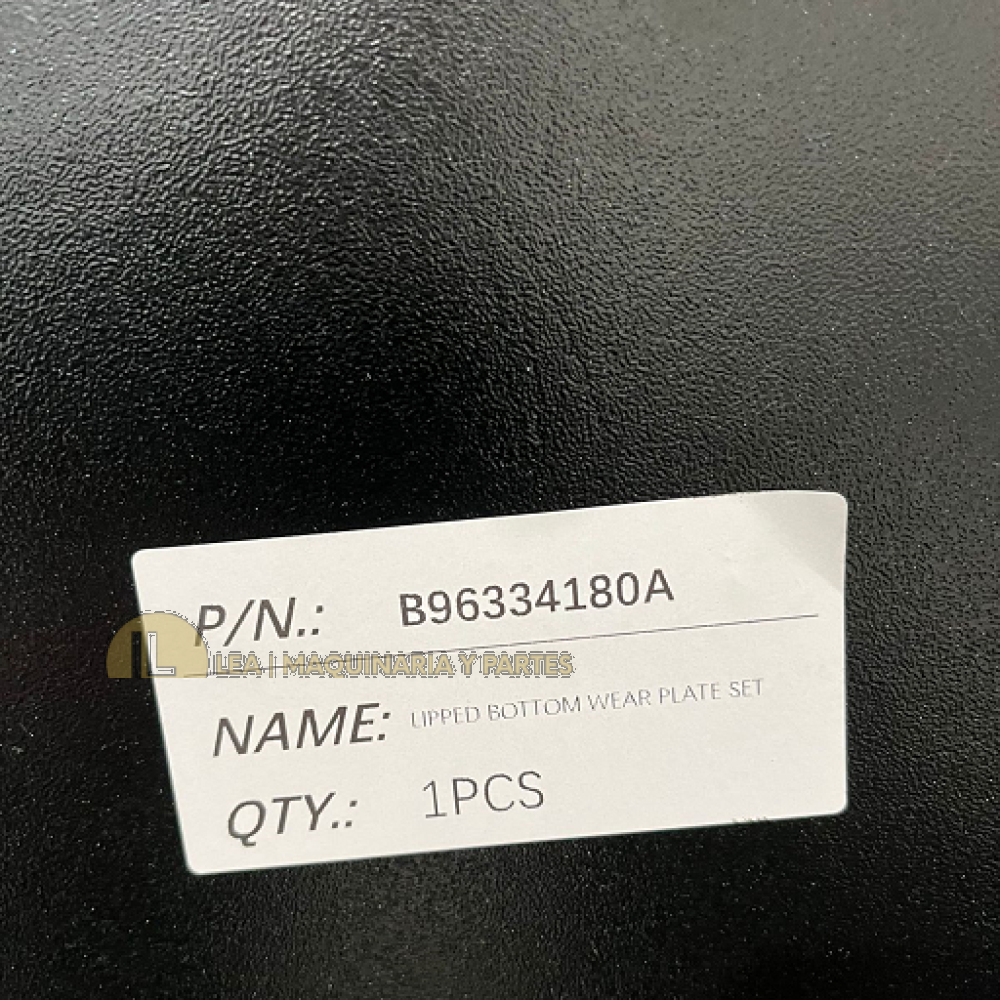 P/N.: B96334180A
LEA | MAQUINARIA Y PARTES
NAME: LIPPED BOTTOM WEAR PLATE SET
QTY.: 1PCS